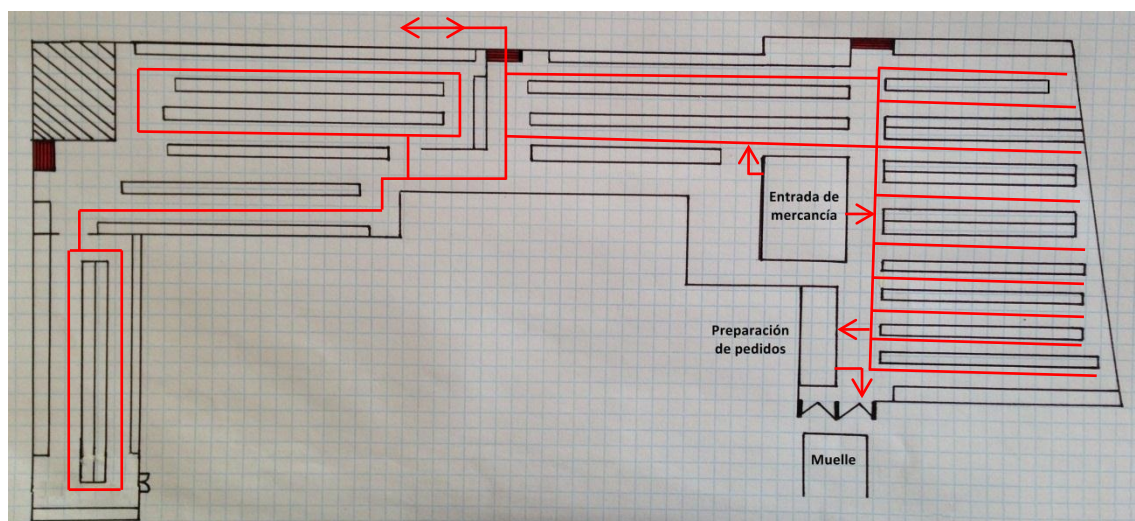 Entrada de
mercancía
Preparación
de pedidos
Muelle